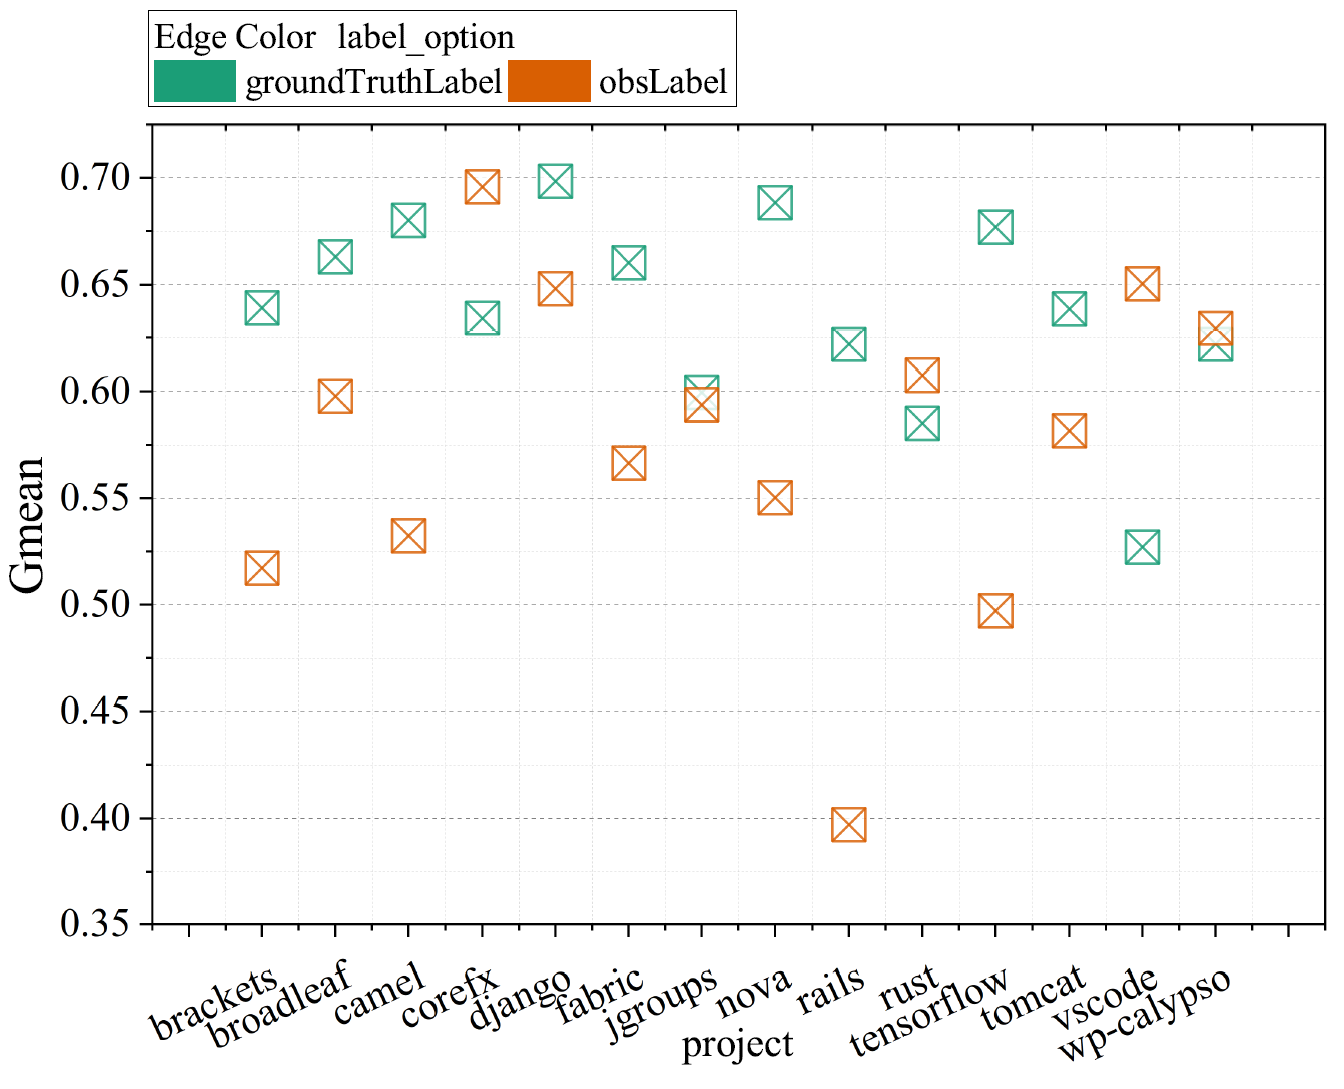 Edge Color label_option
groundTruthLabel obsLabel
Gmean
0.70
0.65
0.60
0.55
0.50
0.45
0.40
0.35
brackets
broadleaf
camel
corefx
django
fabric
jgroups
nova
rails
rust
tensorflow
tomcat
vscode
wp-calypso
project